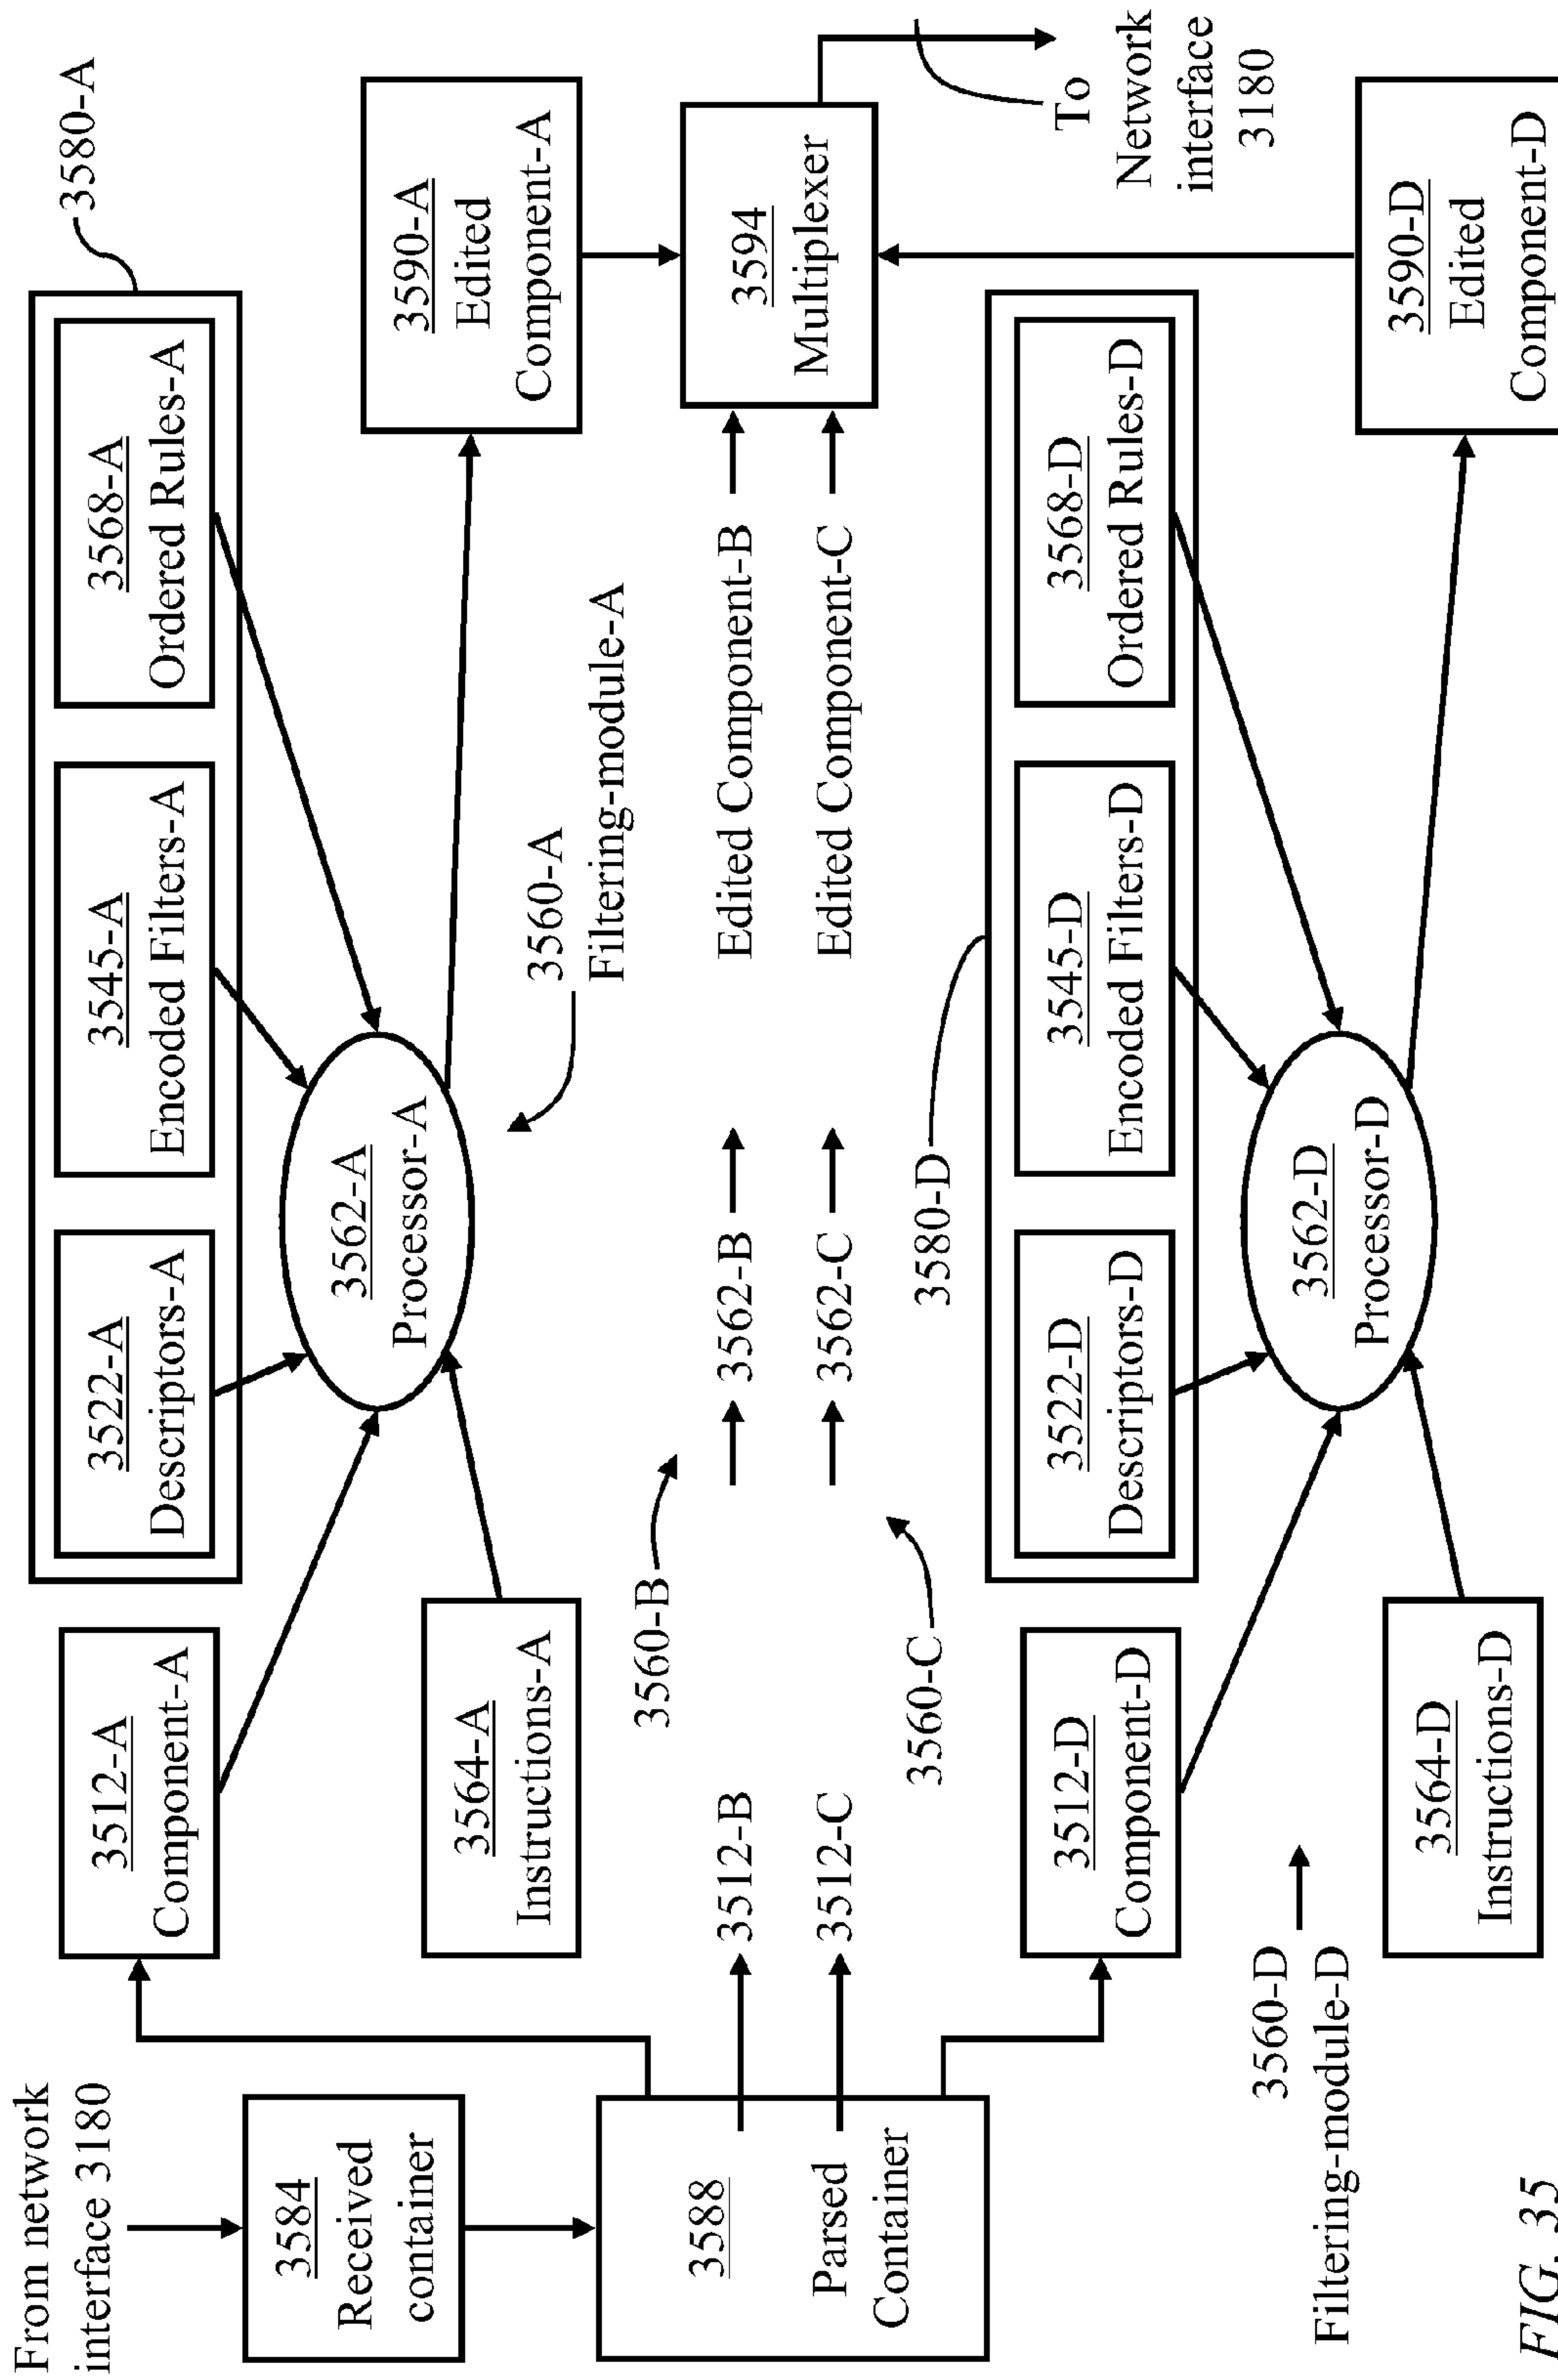 From network
interface 3180
3584
Received
container
3588
Parsed
Container
3512-A
Component-A
3564-A
Instructions-A
3580-A
3522-A
Descriptors-A
3545-A
Encoded Filters-A
3568-A
Ordered Rules-A
3562-A
Processor-A
3560-A
Filtering-module-A
3590-A
Edited
Component-A
3560-B
3512-B
3562-B
Edited Component-B
3512-C
3562-C
Edited Component-C
3560-C
3594
Multiplexer
To
Network
interface
3180
3580-D
3512-D
Component-D
3522-D
Descriptors-D
3545-D
Encoded Filters-D
3568-D
Ordered Rules-D
3562-D
Processor-D
3560-D
Filtering-module-D
3564-D
Instructions-D
3590-D
Edited
Component-D
FIG. 35